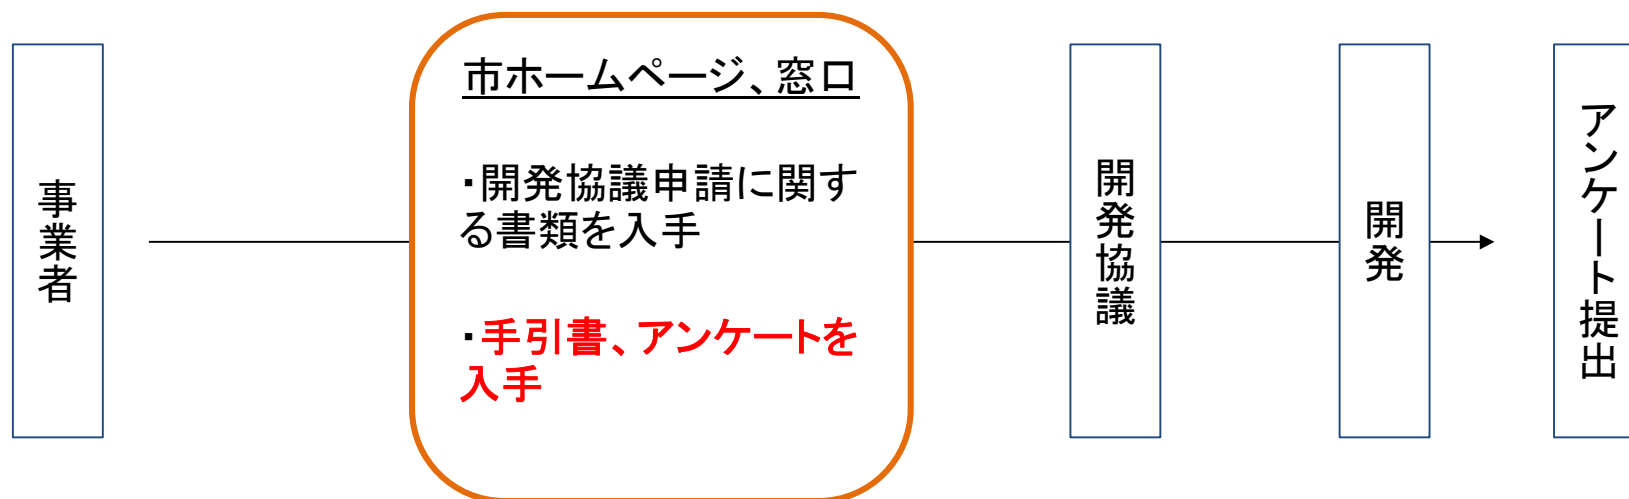 事業者
市ホームページ、窓口
・開発協議申請に関す
る書類を入手
・手引書、アンケートを
入手
開発協議
開発
アンケート提出